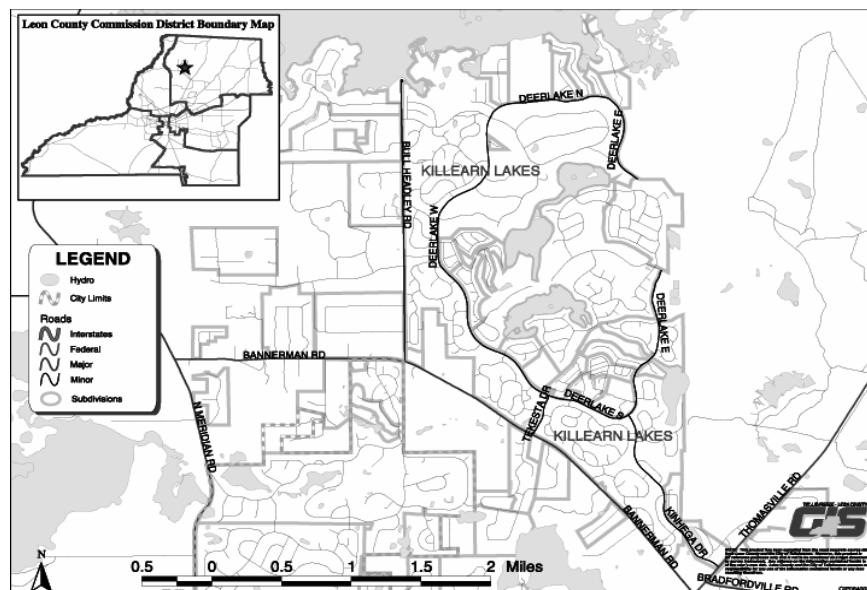 Leon County Commission District Boundary Map
DEERLAKE N
DEERLAKE E
BULL HEADLEY RD
KILLEARN LAKES
DEERLAKE W
LEGEND
Hydro
City Limits
Roads
Interstates
Federal
Major
Minor
Subdivisions
DEERLAKE E
BANNERMAN RD
N MERIDIAN RD
TEKESTA DR
DEERLAKE S
KILLEARN LAKES
BANNERMAN RD
KINHEGA DR
THOMASVILLE RD
GIS
N
0.5 0 0.5 1 1.5 2 Miles
BRADFORDVILLE RD